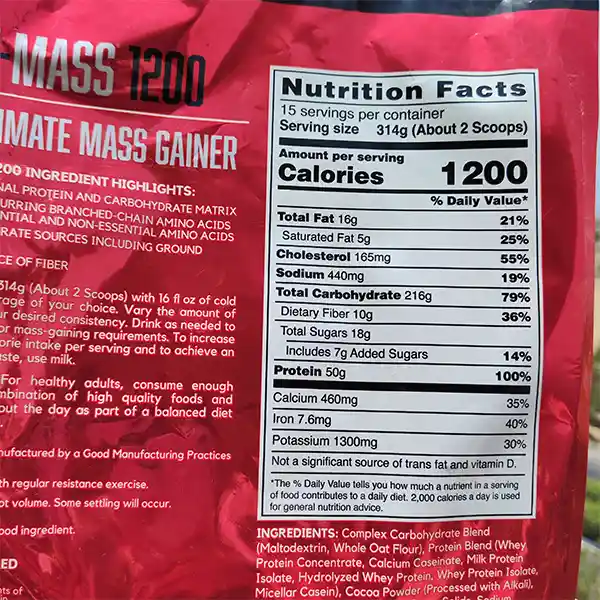 -MASS 1200
IMATE MASS GAINER
200 INGREDIENT HIGHLIGHTS:
NAL PROTEIN AND CARBOHYDRATE MATRIX
URRING BRANCHED-CHAIN AMINO ACIDS
ENTIAL AND NON-ESSENTIAL AMINO ACIDS
RATE SOURCES INCLUDING GROUND
CE OF FIBER
314g (About 2 Scoops) with 16 fl oz of cold
rage of your choice. Vary the amount of
ur desired consistency. Drink as needed to
or mass-gaining requirements. To increase
orie intake per serving and to achieve an
aste, use milk.
For healthy adults, consume enough
mbination of high quality foods and
out the day as part of a balanced diet
nufactured by a Good Manufacturing Practices
th regular resistance exercise.
ot volume. Some settling will occur.
ood ingredient.
RED
nts of
Nutrition Facts
15 servings per container
Serving size 314g (About 2 Scoops)
Amount per serving
Calories 1200
% Daily Value*
Total Fat 16g 21%
Saturated Fat 5g 25%
Cholesterol 165mg 55%
Sodium 440mg 19%
Total Carbohydrate 216g 79%
Dietary Fiber 10g 36%
Total Sugars 18g
Includes 7g Added Sugars 14%
Protein 50g 100%
Calcium 460mg 35%
Iron 7.6mg 40%
Potassium 1300mg 30%
Not a significant source of trans fat and vitamin D.
*The % Daily Value tells you how much a nutrient in a serving
of food contributes to a daily diet. 2,000 calories a day is used
for general nutrition advice.
INGREDIENTS: Complex Carbohydrate Blend
(Maltodextrin, Whole Oat Flour), Protein Blend (Whey
Protein Concentrate, Calcium Caseinate, Milk Protein
Isolate, Hydrolyzed Whey Protein, Whey Protein Isolate,
Micellar Casein), Cocoa Powder (Processed with Alkali),